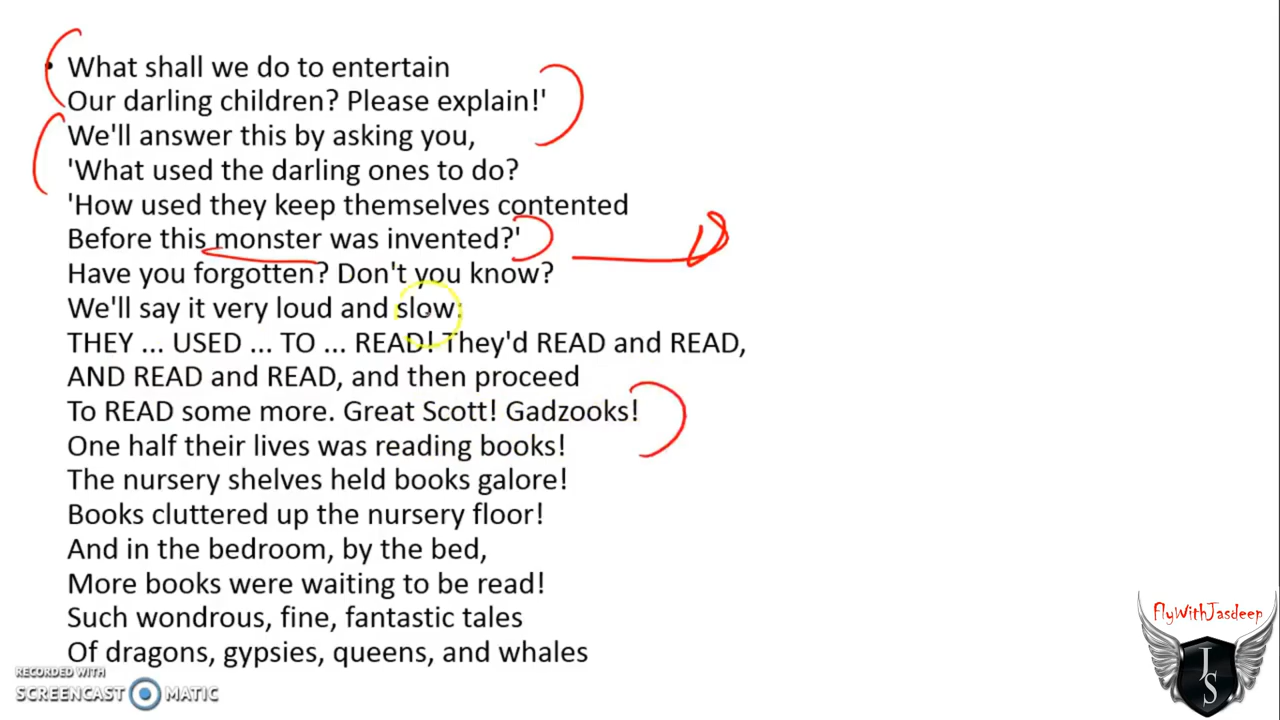 • What shall we do to entertain
Our darling children? Please explain!'
We'll answer this by asking you,
'What used the darling ones to do?
'How used they keep themselves contented
Before this monster was invented?'
Have you forgotten? Don't you know?
We'll say it very loud and slow:
THEY ... USED ... TO ... READ! They'd READ and READ,
AND READ and READ, and then proceed
To READ some more. Great Scott! Gadzooks!
One half their lives was reading books!
The nursery shelves held books galore!
Books cluttered up the nursery floor!
And in the bedroom, by the bed,
More books were waiting to be read!
Such wondrous, fine, fantastic tales
Of dragons, gypsies, queens, and whales
RECORDED WITH
SCREENCAST MATIC
FlyWithJasdeep
JS